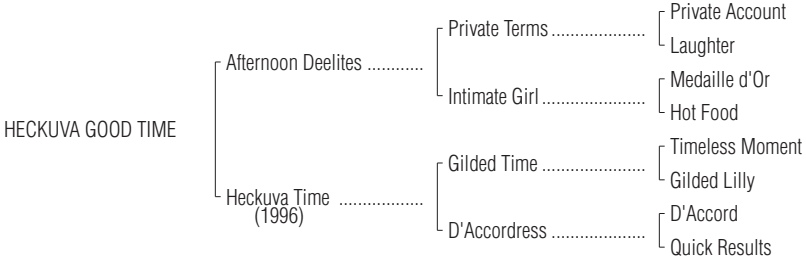 Private Account
Private Terms .....................
Laughter
Afternoon Deelites ............
Medaille d'Or
Intimate Girl .......................
Hot Food
HECKUVA GOOD TIME
Timeless Moment
Gilded Time ........................
Gilded Lilly
Heckuva Time ..................
(1996)
D'Accord
D'Accordress .....................
Quick Results